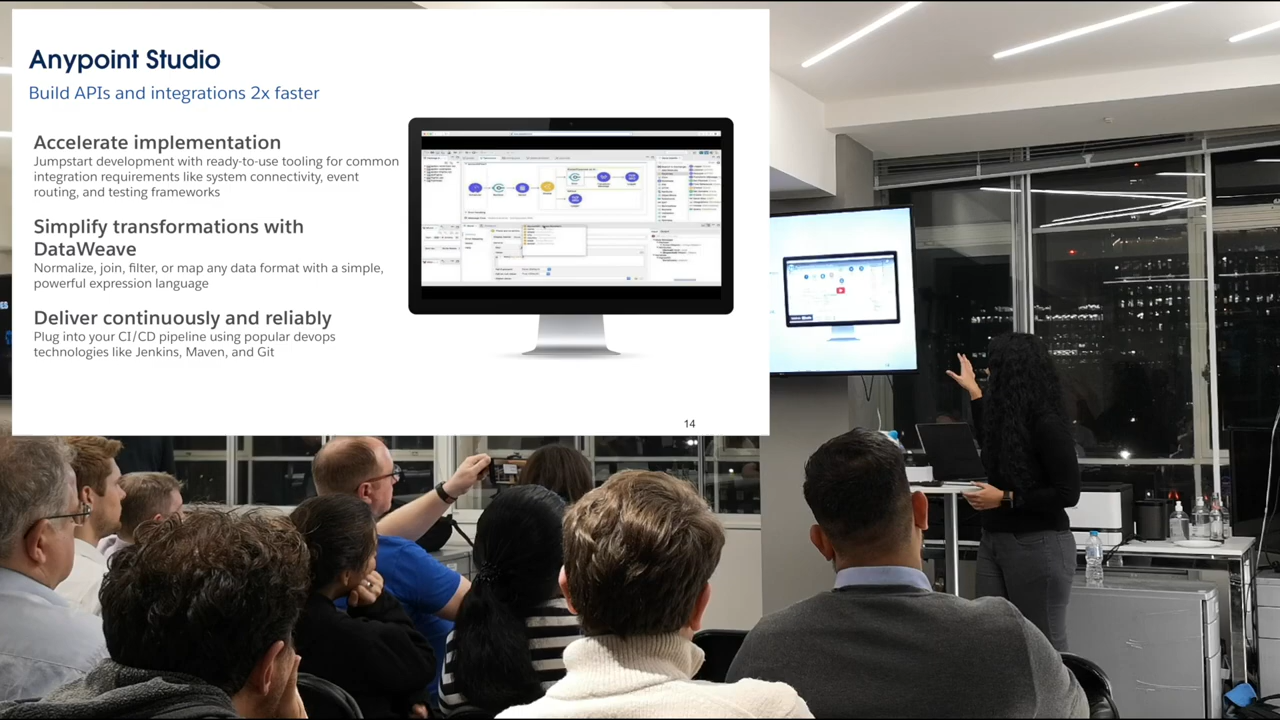 Anypoint Studio
Build APIs and integrations 2x faster
Accelerate implementation
Jumpstart development with ready-to-use tooling for common
integration requirements like system connectivity, event
routing, and testing frameworks
Simplify transformations with
DataWeave
Normalize, join, filter, or map any data format with a simple,
powerful expression language
Deliver continuously and reliably
Plug into your CI/CD pipeline using popular devops
technologies like Jenkins, Maven, and Git
14